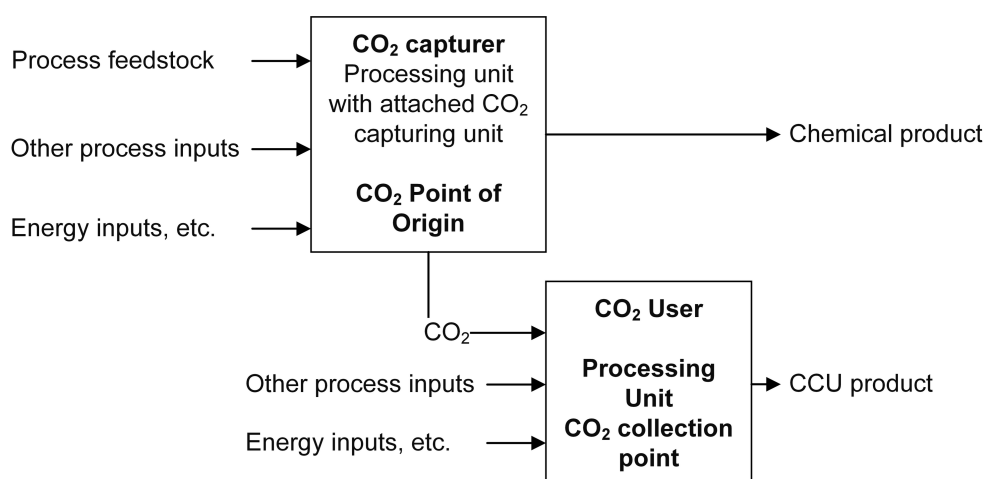 Process feedstock
Other process inputs
Energy inputs, etc.
CO₂ capturer
Processing unit
with attached CO₂
capturing unit
CO₂ Point of
Origin
Chemical product
CO₂
Other process inputs
Energy inputs, etc.
CO₂ User
Processing
Unit
CO₂ collection
point
CCU product